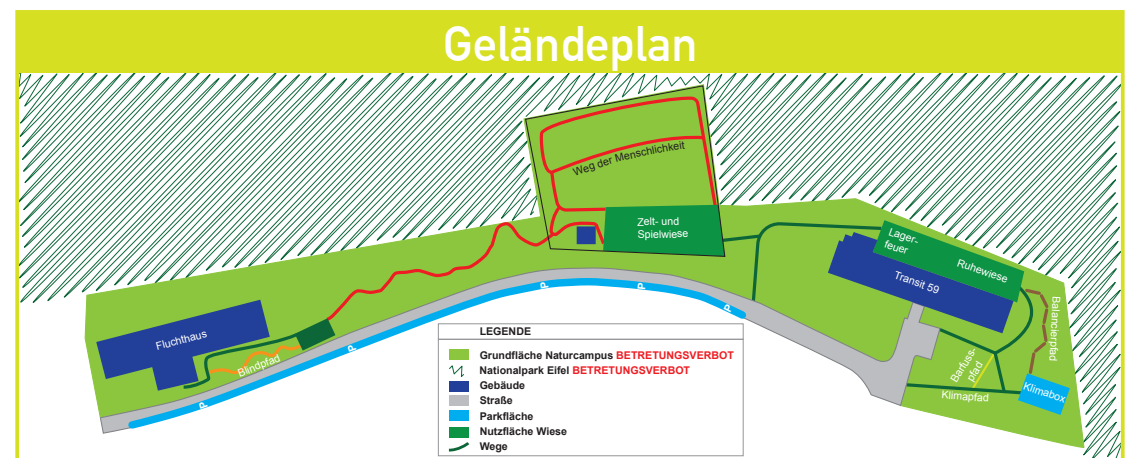 Geländeplan
Weg der Menschlichkeit
Zelt- und
Spielwiese
Lager-
feuer
Ruhewiese
Transit 59
Fluchthaus
Blindpfad
Balancierpfad
Barfuss-
pfad
Klimabox
Klimapfad
P
P
P
P
P
LEGENDE
Grundfläche Naturcampus BETRETUNGSVERBOT
Nationalpark Eifel BETRETUNGSVERBOT
Gebäude
Straße
Parkfläche
Nutzfläche Wiese
Wege